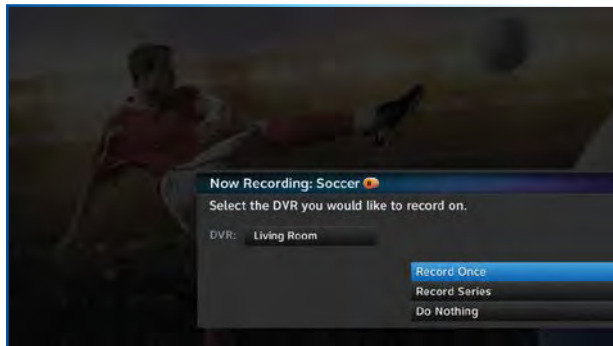 Now Recording: Soccer
Select the DVR you would like to record on.
DVR: Living Room
Record Once
Record Series
Do Nothing